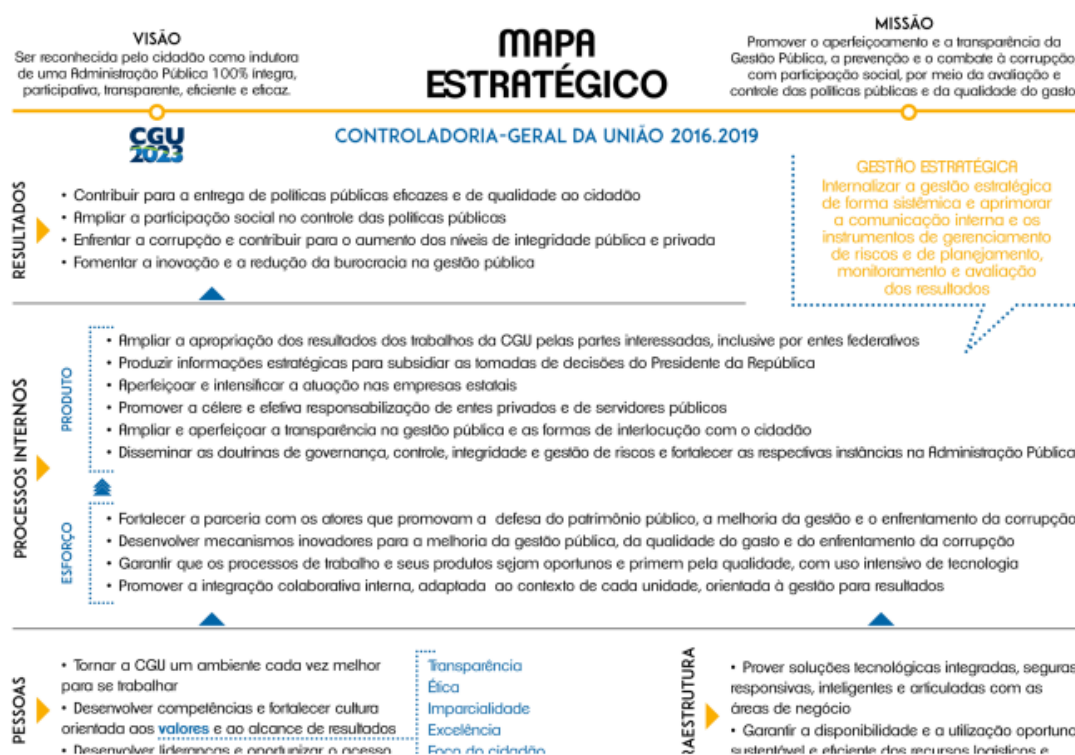 VISÃO
Ser reconhecida pelo cidadão como indutora
de uma Administração Pública 100% íntegra,
participativa, transparente, eficiente e eficaz.
MAPA
ESTRATÉGICO
MISSÃO
Promover o aperfeiçoamento e a transparência da
Gestão Pública, a prevenção e o combate à corrupção,
com participação social, por meio da avaliação e
controle das políticas públicas e da qualidade do gasto
CGU
2023
CONTROLADORIA-GERAL DA UNIÃO 2016.2019
GESTÃO ESTRATÉGICA
Internalizar a gestão estratégica
de forma sistêmica e aprimorar
a comunicação interna e os
instrumentos de gerenciamento
de riscos e de planejamento,
monitoramento e avaliação
dos resultados
RESULTADOS
• Contribuir para a entrega de políticas públicas eficazes e de qualidade ao cidadão
• Ampliar a participação social no controle das políticas públicas
• Enfrentar a corrupção e contribuir para o aumento dos níveis de integridade pública e privada
• Fomentar a inovação e a redução da burocracia na gestão pública
PROCESSOS INTERNOS
PRODUTO
• Ampliar a apropriação dos resultados dos trabalhos da CGU pelas partes interessadas, inclusive por entes federativos
• Produzir informações estratégicas para subsidiar as tomadas de decisões do Presidente da República
• Aperfeiçoar e intensificar a atuação nas empresas estatais
• Promover a célere e efetiva responsabilização de entes privados e de servidores públicos
• Ampliar e aperfeiçoar a transparência na gestão pública e as formas de interlocução com o cidadão
• Disseminar as doutrinas de governança, controle, integridade e gestão de riscos e fortalecer as respectivas instâncias na Administração Pública
ESFORÇO
• Fortalecer a parceria com os atores que promovam a defesa do patrimônio público, a melhoria da gestão e o enfrentamento da corrupção
• Desenvolver mecanismos inovadores para a melhoria da gestão pública, da qualidade do gasto e do enfrentamento da corrupção
• Garantir que os processos de trabalho e seus produtos sejam oportunos e primem pela qualidade, com uso intensivo de tecnologia
• Promover a integração colaborativa interna, adaptada ao contexto de cada unidade, orientada à gestão para resultados
PESSOAS
• Tornar a CGU um ambiente cada vez melhor
para se trabalhar
• Desenvolver competências e fortalecer cultura
orientada aos valores e ao alcance de resultados
• Desenvolver lideranças e oportunizar o acesso
Transparência
Ética
Imparcialidade
Excelência
Foco do cidadão
RAESTRUTURA
• Prover soluções tecnológicas integradas, seguras
responsivas, inteligentes e articuladas com as
áreas de negócio
• Garantir a disponibilidade e a utilização oportuna
sustentável e eficiente dos recursos logísticos e